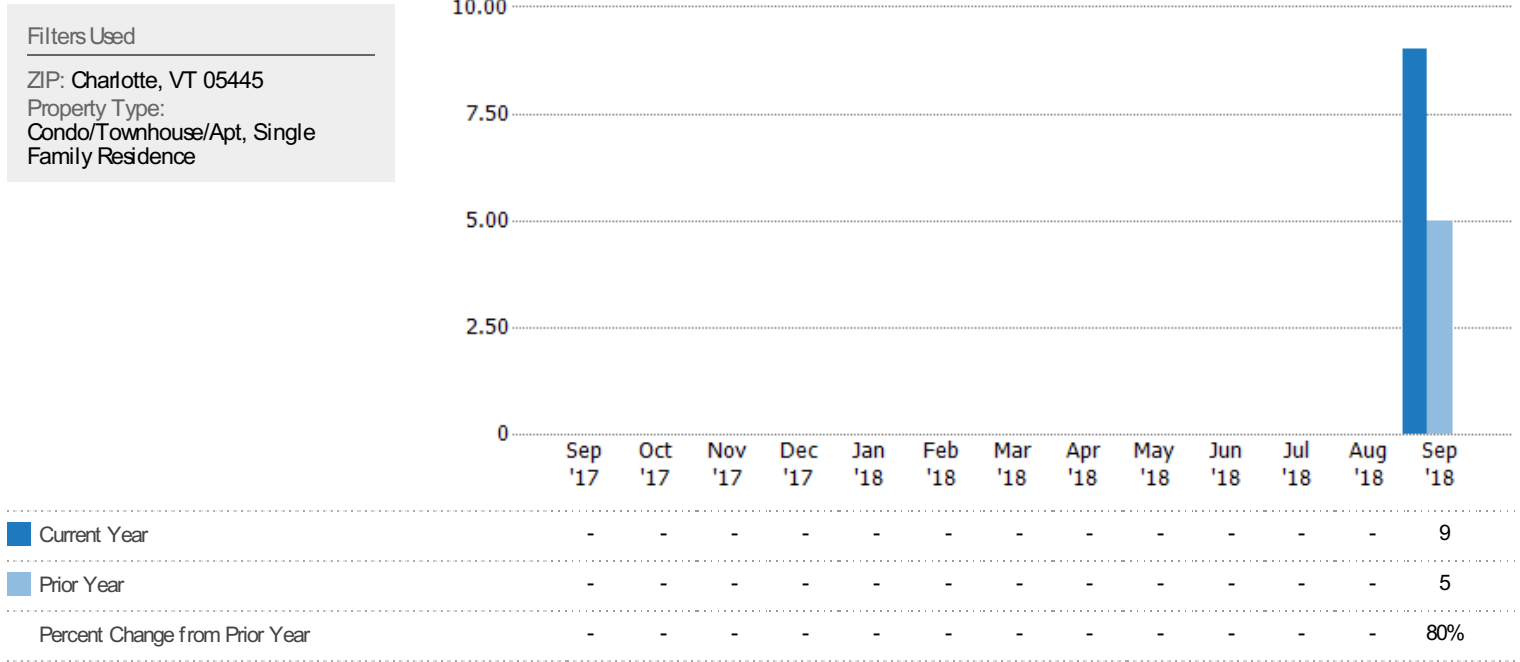 Filters Used
ZIP: Charlotte, VT 05445
Property Type:
Condo/Townhouse/Apt, Single
Family Residence
10.00
7.50
5.00
2.50
0
Sep Oct Nov Dec Jan Feb Mar Apr May Jun Jul Aug Sep
'17 '17 '17 '17 '18 '18 '18 '18 '18 '18 '18 '18 '18
Current Year - - - - - - - - - - - - 9
Prior Year - - - - - - - - - - - - 5
Percent Change from Prior Year - - - - - - - - - - - - 80%